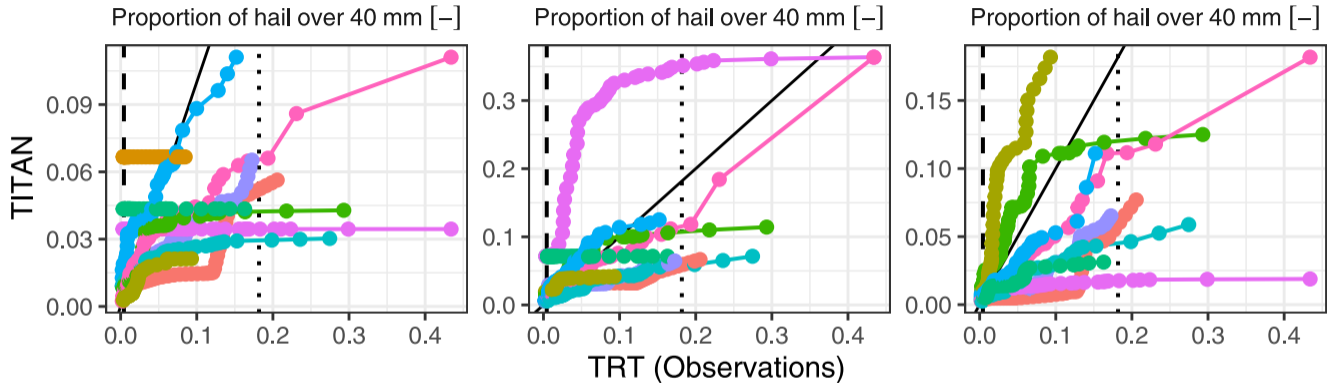 Proportion of hail over 40 mm [−]
Proportion of hail over 40 mm [−]
Proportion of hail over 40 mm [−]
TITAN
0.09
0.06
0.03
0.00
0.0 0.1 0.2 0.3 0.4
0.3
0.2
0.1
0.0
0.0 0.1 0.2 0.3 0.4
0.15
0.10
0.05
0.00
0.0 0.1 0.2 0.3 0.4
TRT (Observations)